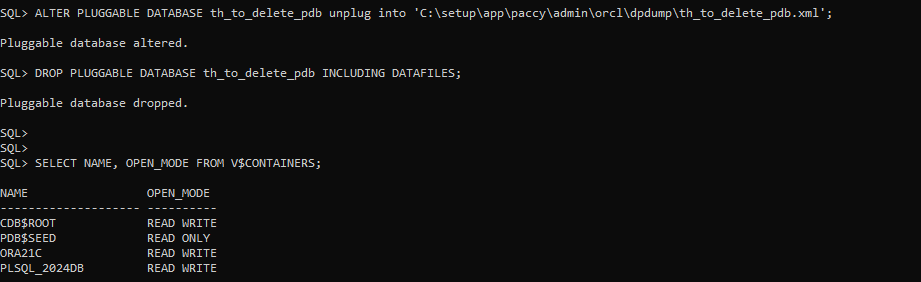 SQL> ALTER PLUGGABLE DATABASE th_to_delete_pdb unplug into 'C:\setup\app\paccy\admin\orcl\dpdump\th_to_delete_pdb.xml';
Pluggable database altered.
SQL> DROP PLUGGABLE DATABASE th_to_delete_pdb INCLUDING DATAFILES;
Pluggable database dropped.
SQL>
SQL>
SQL> SELECT NAME, OPEN_MODE FROM V$CONTAINERS;
NAME                 OPEN_MODE
-------------------- ----------
CDB$ROOT             READ WRITE
PDB$SEED             READ ONLY
ORA21C               READ WRITE
PLSQL_2024DB         READ WRITE